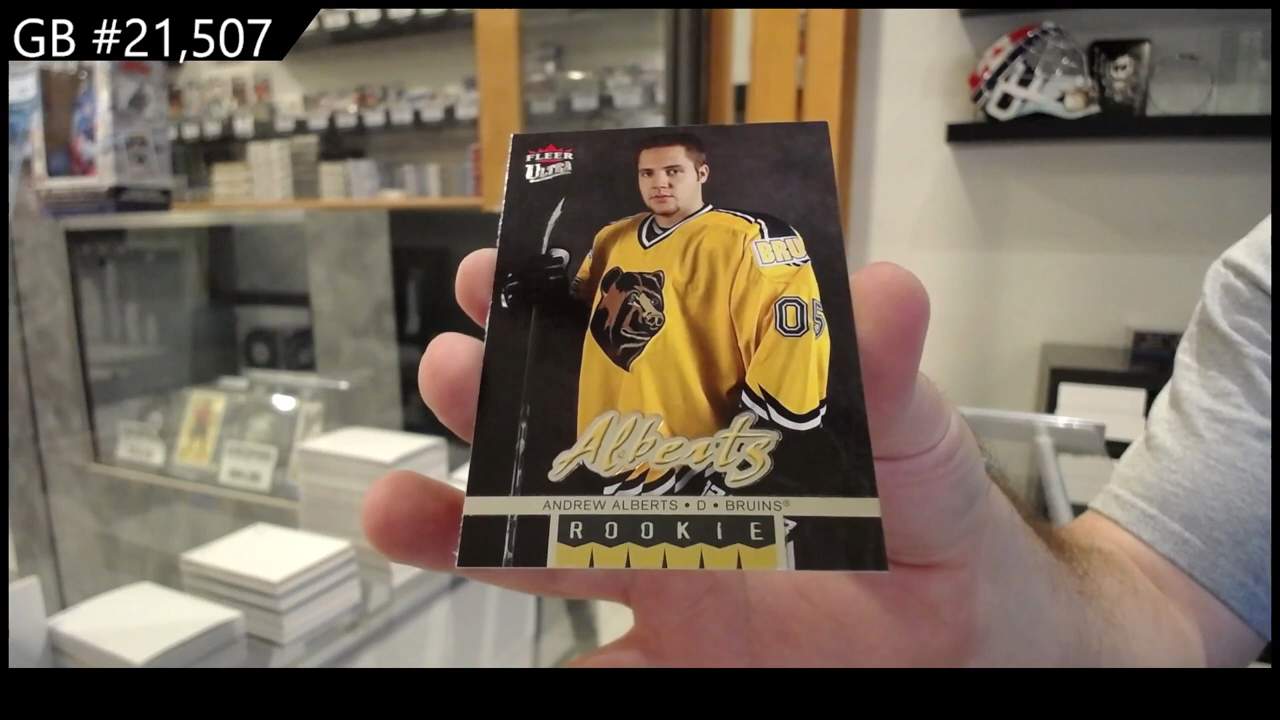 GB #21,507
FLEER
ULTRA
BRU
05
Alberts
ANDREW ALBERTS • D • BRUINS®
ROOKIE